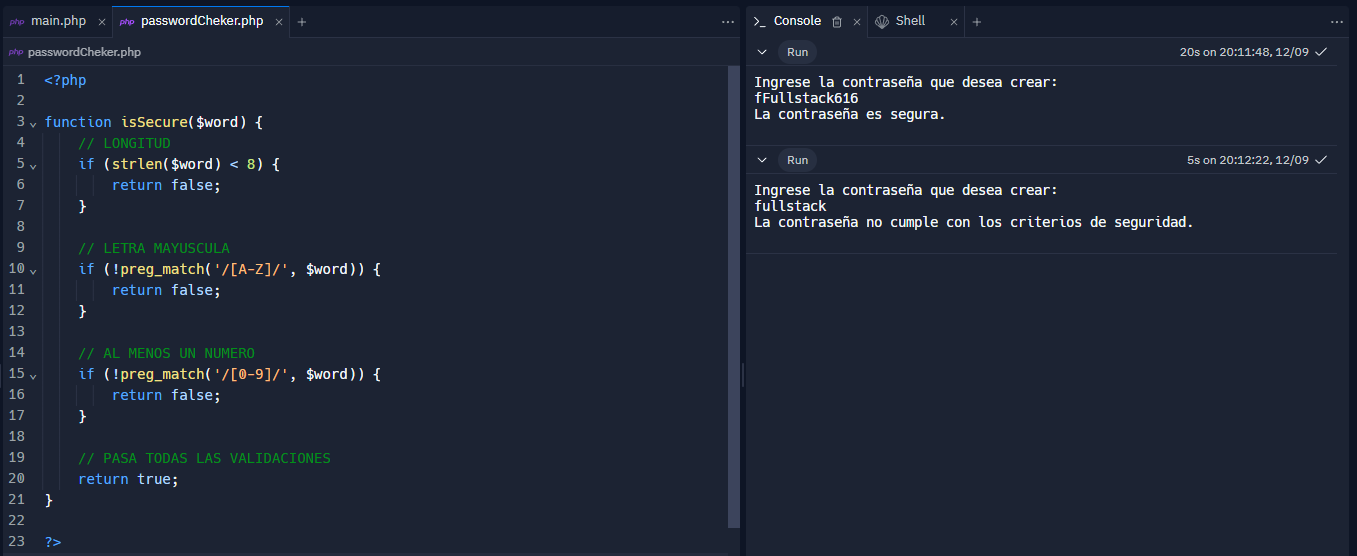 php main.php × php passwordCheker.php × +
php passwordCheker.php
1 <?php
2
3 function isSecure($word) {
4 // LONGITUD
5 if (strlen($word) < 8) {
6 return false;
7 }
8
9 // LETRA MAYUSCULA
10 if (!preg_match('/[A-Z]/', $word)) {
11 return false;
12 }
13
14 // AL MENOS UN NUMERO
15 if (!preg_match('/[0-9]/', $word)) {
16 return false;
17 }
18
19 // PASA TODAS LAS VALIDACIONES
20 return true;
21 }
22
23 ?>
>_ Console × Shell × +
Run 20s on 20:11:48, 12/09
Ingrese la contraseña que desea crear:
fFullstack616
La contraseña es segura.
Run 5s on 20:12:22, 12/09
Ingrese la contraseña que desea crear:
fullstack
La contraseña no cumple con los criterios de seguridad.